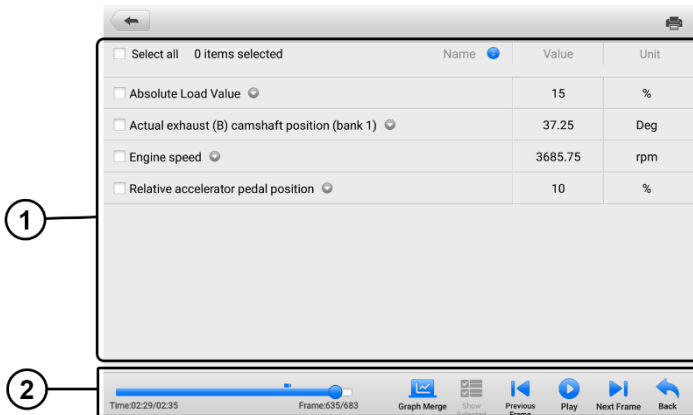 Select all 0 items selected Name Value Unit
Absolute Load Value 15 %
Actual exhaust (B) camshaft position (bank 1) 37.25 Deg
Engine speed 3685.75 rpm
Relative accelerator pedal position 10 %
1
2
Time:02:29/02:35 Frame:635/683
Graph Merge Show Selected Previous Frame Play Next Frame Back